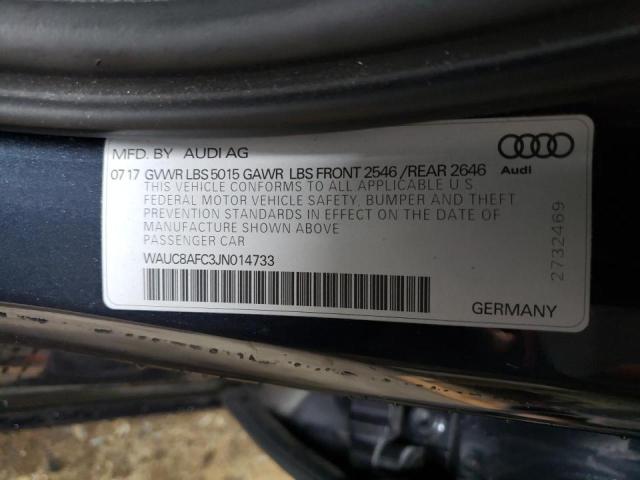 MFD. BY AUDI AG
Audi
07 17 GVWR LBS 5015 GAWR LBS FRONT 2546 / REAR 2646
THIS VEHICLE CONFORMS TO ALL APPLICABLE U S
FEDERAL MOTOR VEHICLE SAFETY, BUMPER AND THEFT
PREVENTION STANDARDS IN EFFECT ON THE DATE OF
MANUFACTURE SHOWN ABOVE
PASSENGER CAR
WAUC8AFC3JN014733
GERMANY
2732469